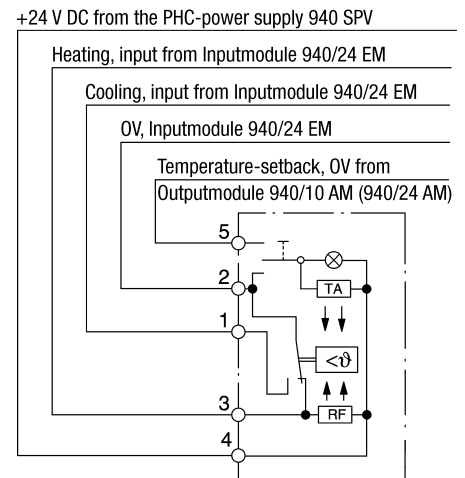 +24 V DC from the PHC-power supply 940 SPV
Heating, input from Inputmodule 940/24 EM
Cooling, input from Inputmodule 940/24 EM
OV, Inputmodule 940/24 EM
Temperature-setback, OV from
Outputmodule 940/10 AM (940/24 AM)
5
2
TA
1
<ϑ
3
RF
4